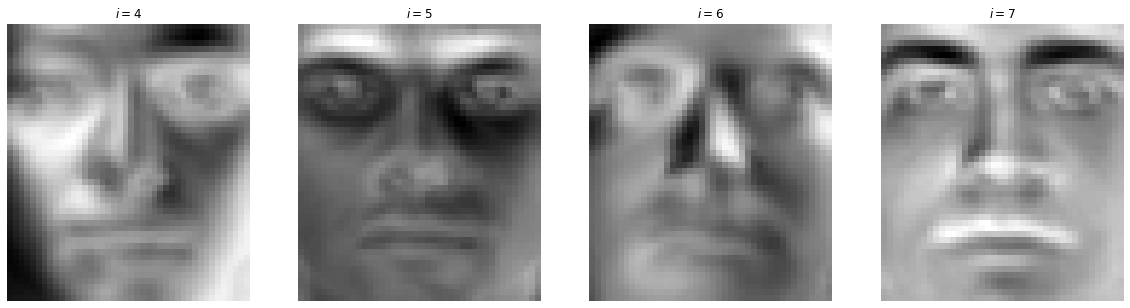 i = 4
i = 5
i = 6
i = 7